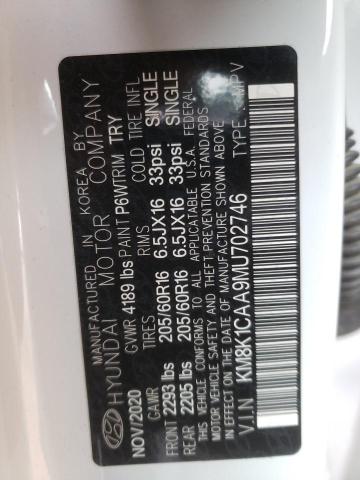 MANUFACTURED IN KOREA BY
HYUNDAI MOTOR COMPANY
NOV/2020 GVWR 4189 lbs PAINT P6WTRIM TRY
GAWR TIRES RIMS COLD TIRE INFL
FRONT 2293 lbs 205/60R16 6.5JX16 33psi SINGLE
REAR 2205 lbs 205/60R16 6.5JX16 33psi SINGLE
THIS VEHICLE CONFORMS TO ALL APPLICABLE U.S.A. FEDERAL
MOTOR VEHICLE SAFETY AND THEFT PREVENTION STANDARDS
IN EFFECT ON THE DATE OF MANUFACTURE SHOWN ABOVE.
V.I.N KM8K1CAA9MU702746 TYPE: MPV